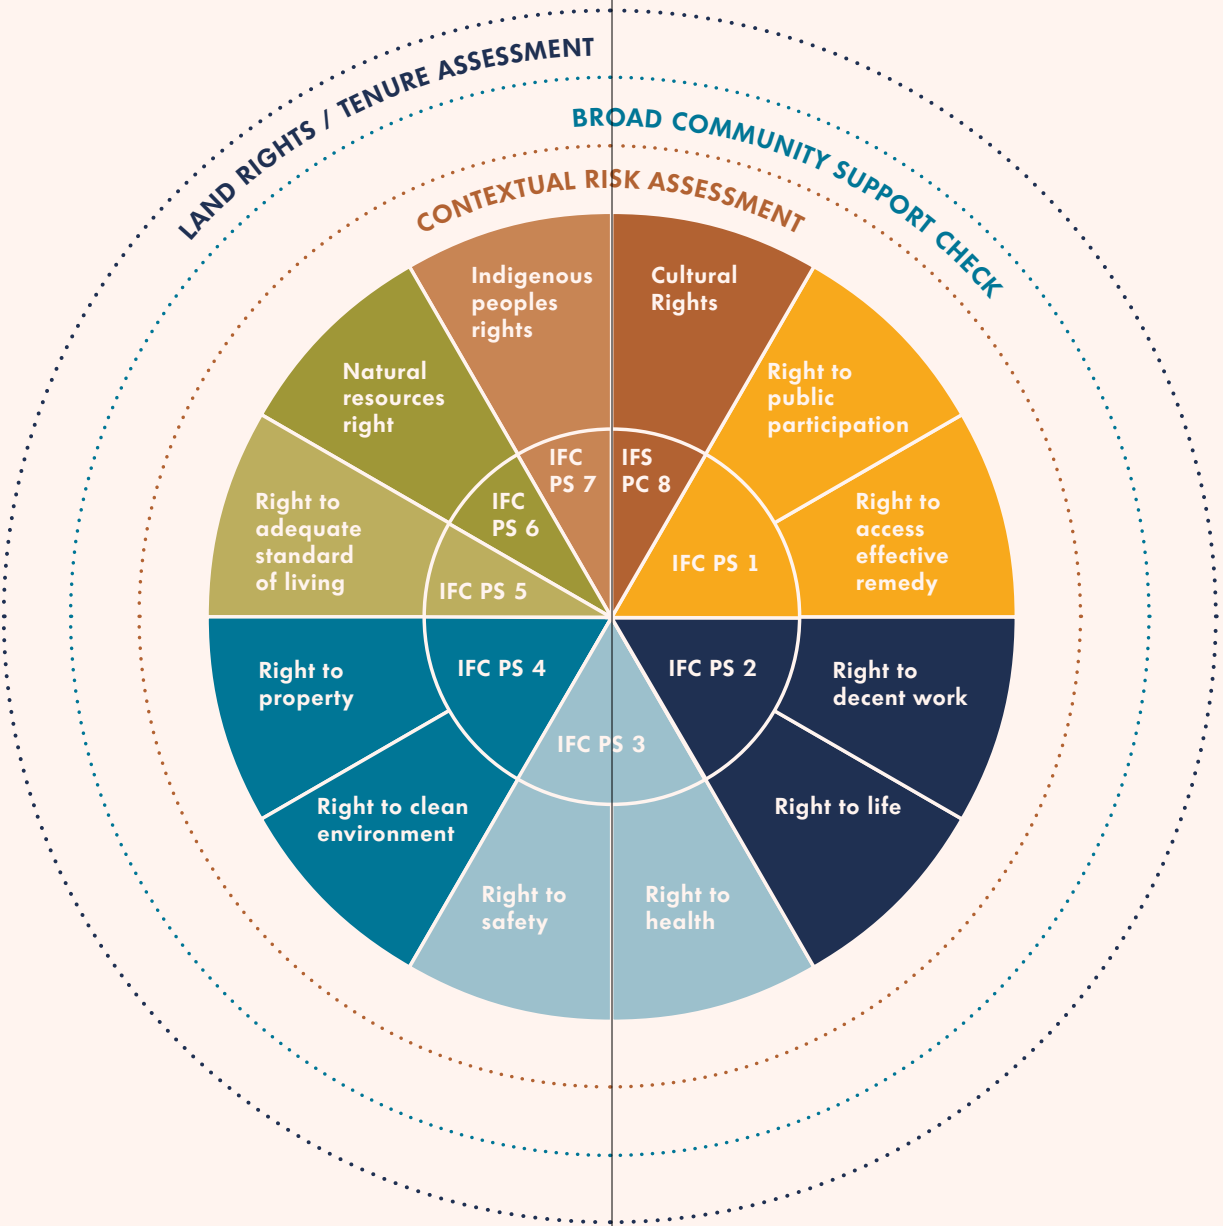 LAND RIGHTS / TENURE ASSESSMENT
BROAD COMMUNITY SUPPORT CHECK
CONTEXTUAL RISK ASSESSMENT
Indigenous
peoples
rights
Cultural
Rights
Natural
resources
right
Right to
public
participation
IFC
PS 7
IFS
PC 8
IFC
PS 6
Right to
adequate
standard
of living
Right to
access
effective
remedy
IFC PS 5
IFC PS 1
IFC PS 4
IFC PS 2
Right to
property
Right to
decent work
IFC PS 3
Right to clean
environment
Right to life
Right to
safety
Right to
health